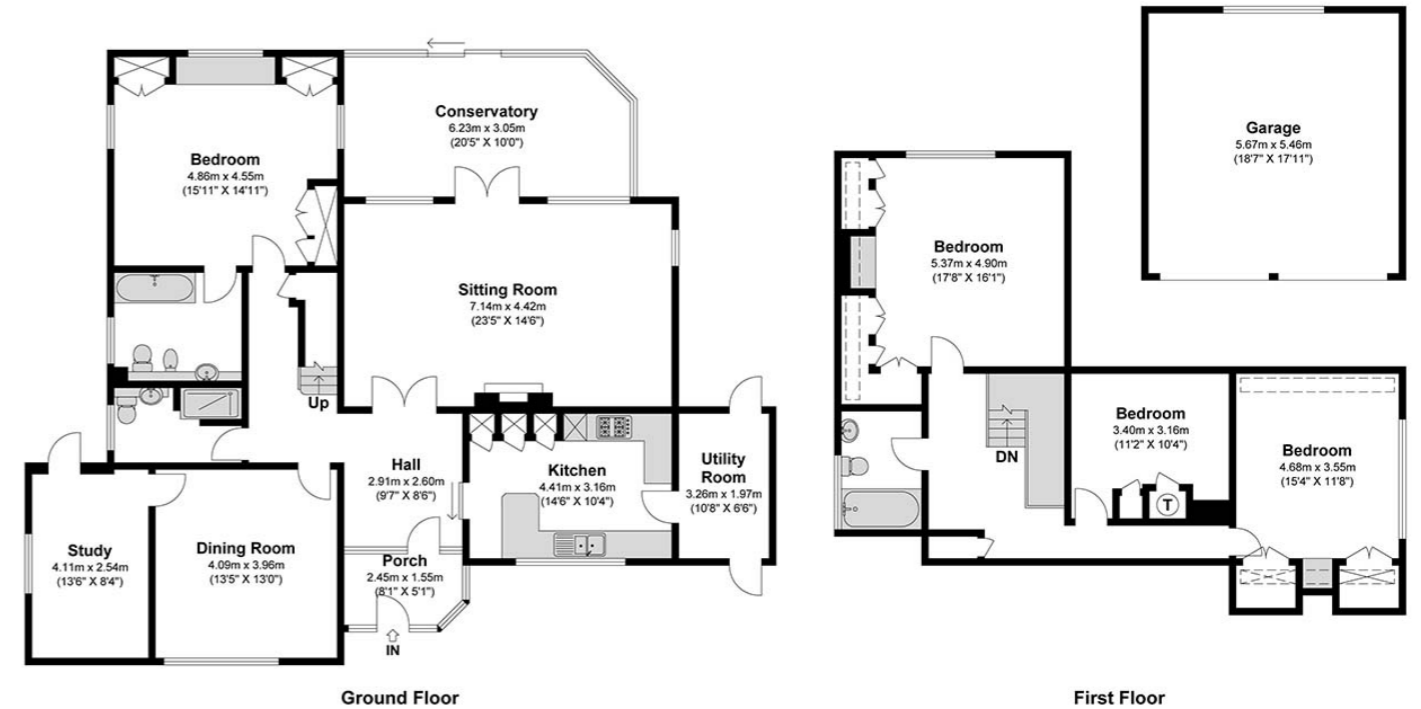 Conservatory
6.23m x 3.05m
(20'5" X 10'0")
Bedroom
4.86m x 4.55m
(15'11" X 14'11")
Sitting Room
7.14m x 4.42m
(23'5" X 14'6")
Up
Hall
2.91m x 2.60m
(9'7" X 8'6")
Kitchen
4.41m x 3.16m
(14'6" X 10'4")
Utility
Room
3.26m x 1.97m
(10'8" X 6'6")
Study
4.11m x 2.54m
(13'6" X 8'4")
Dining Room
4.09m x 3.96m
(13'5" X 13'0")
Porch
2.45m x 1.55m
(8'1" X 5'1")
IN
Ground Floor
Garage
5.67m x 5.46m
(18'7" X 17'11")
Bedroom
5.37m x 4.90m
(17'8" X 16'1")
DN
Bedroom
3.40m x 3.16m
(11'2" X 10'4")
T
Bedroom
4.68m x 3.55m
(15'4" X 11'8")
First Floor